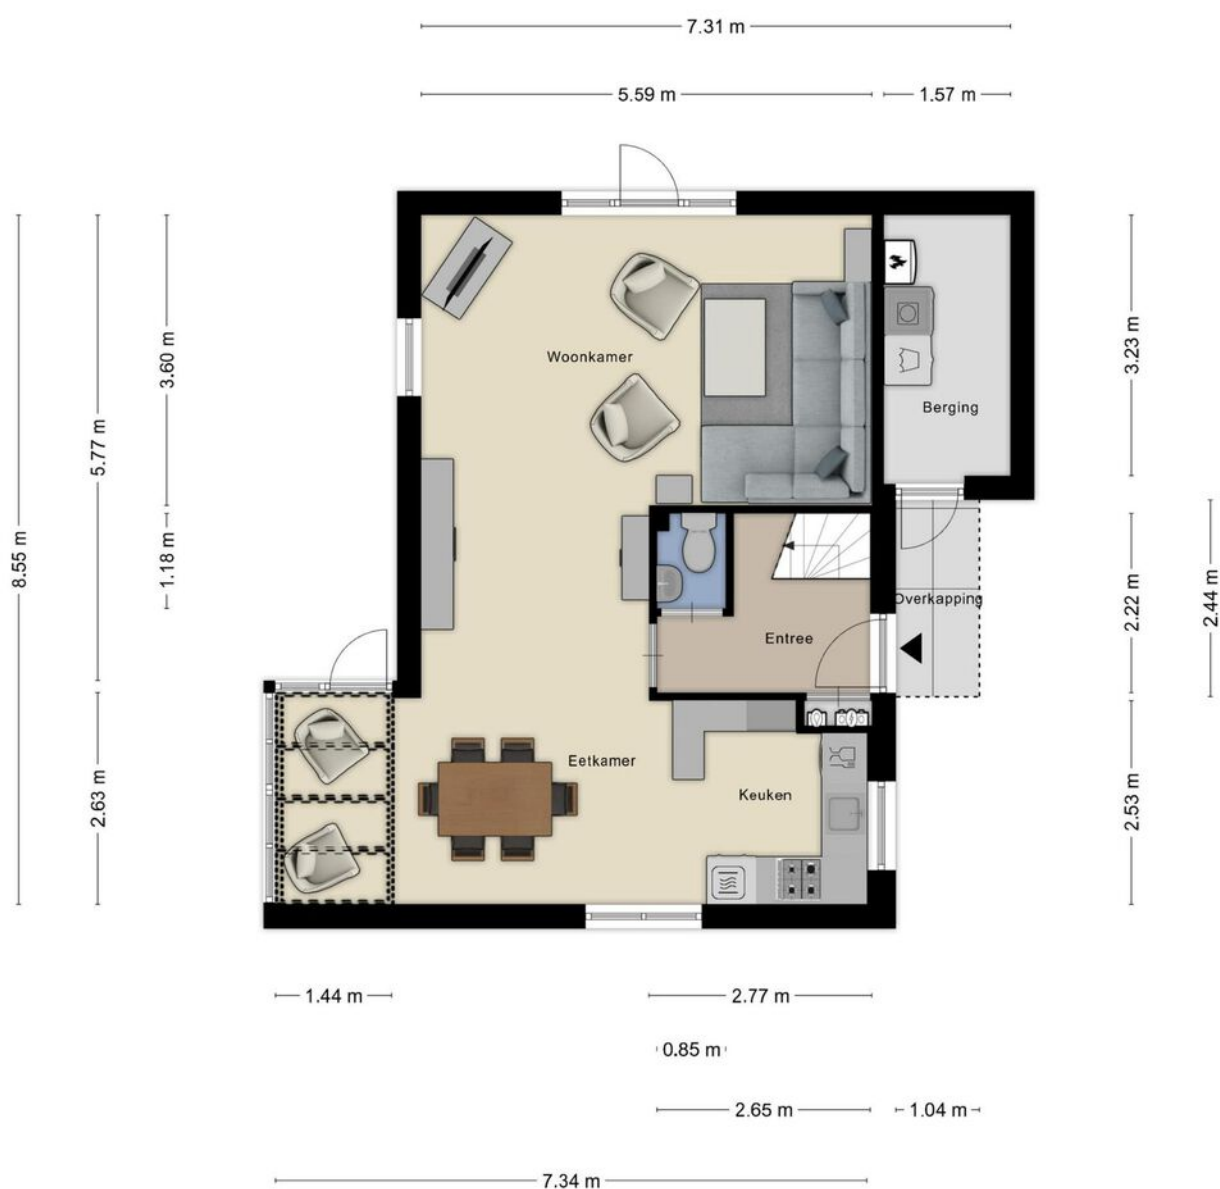 7.31 m
5.59 m
1.57 m
8.55 m
5.77 m
3.60 m
1.18 m
2.63 m
3.23 m
2.22 m
2.44 m
2.53 m
Woonkamer
Berging
Overkapping
Entree
Eetkamer
Keuken
1.44 m
2.77 m
0.85 m
2.65 m
1.04 m
7.34 m